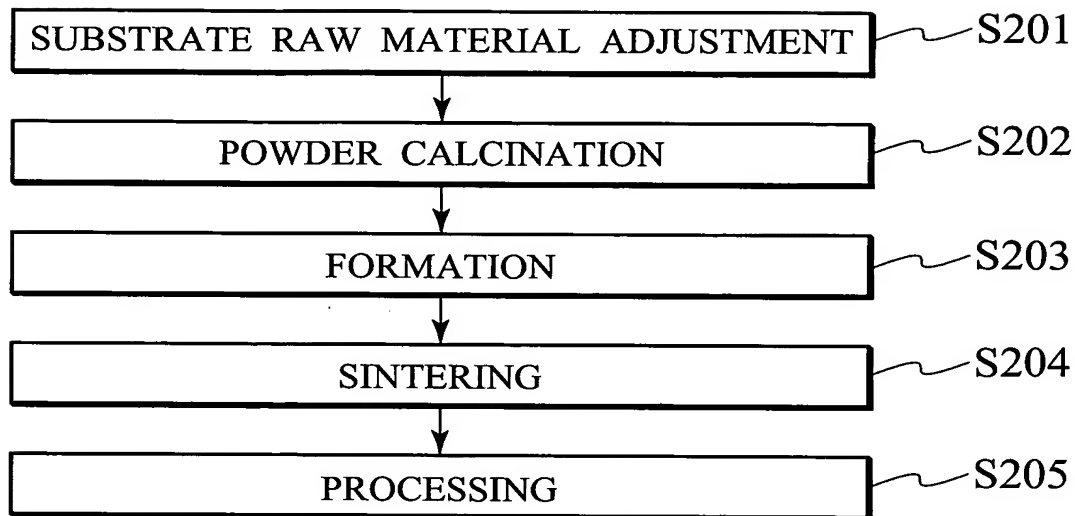 SUBSTRATE RAW MATERIAL ADJUSTMENT S201
POWDER CALCINATION S202
FORMATION S203
SINTERING S204
PROCESSING S205